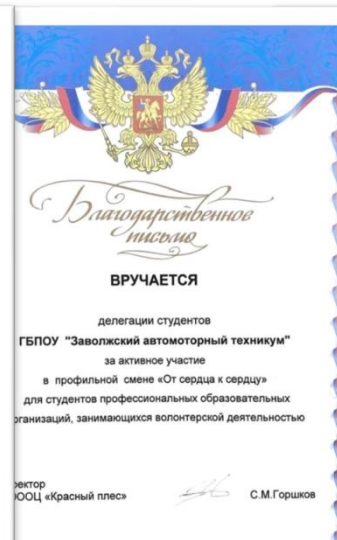 Благодарственное
письмо
ВРУЧАЕТСЯ
делегации студентов
ГБПОУ "Заволжский автомоторный техникум"
за активное участие
в профильной смене «От сердца к сердцу»
для студентов профессиональных образовательных
рганизаций, занимающихся волонтерской деятельностью
ректор
ООЦ «Красный плес» С.М.Горшков